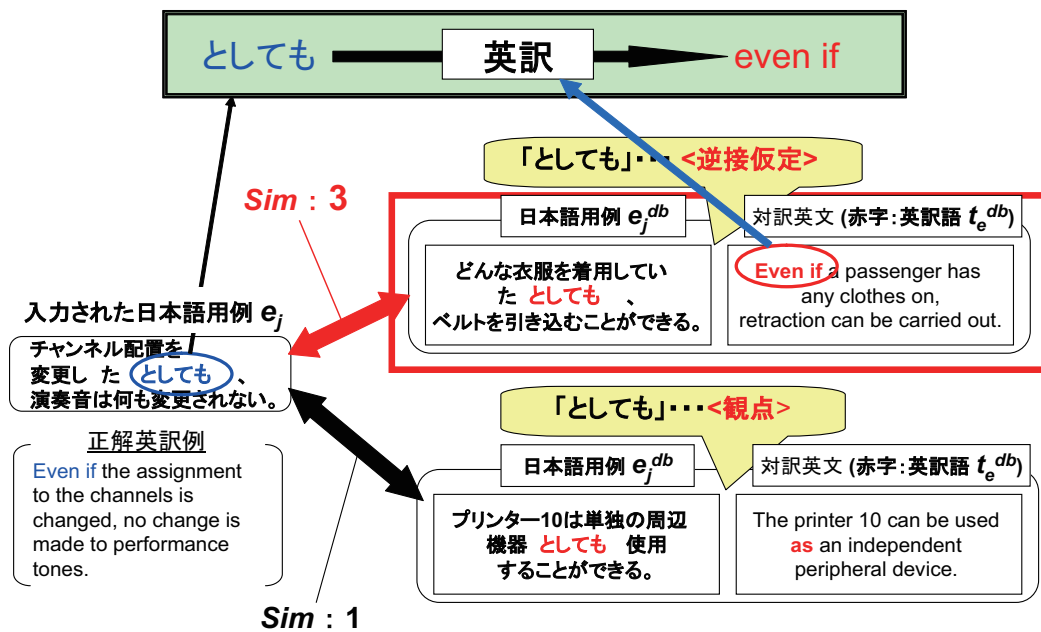 としても 英訳 even if
「としても」・・・ <逆接仮定>
Sim : 3
日本語用例 e_j^db
対訳英文 (赤字:英訳語 t_e^db)
どんな衣服を着用してい
た としても 、
ベルトを引き込むことができる。
Even if a passenger has
any clothes on,
retraction can be carried out.
入力された日本語用例 e_j
チャンネル配置を
変更し た としても 、
演奏音は何も変更されない。
正解英訳例
Even if the assignment
to the channels is
changed, no change is
made to performance
tones.
「としても」・・・<観点>
日本語用例 e_j^db
対訳英文 (赤字:英訳語 t_e^db)
プリンター10は単独の周辺
機器 としても 使用
することができる。
The printer 10 can be used
as an independent
peripheral device.
Sim : 1